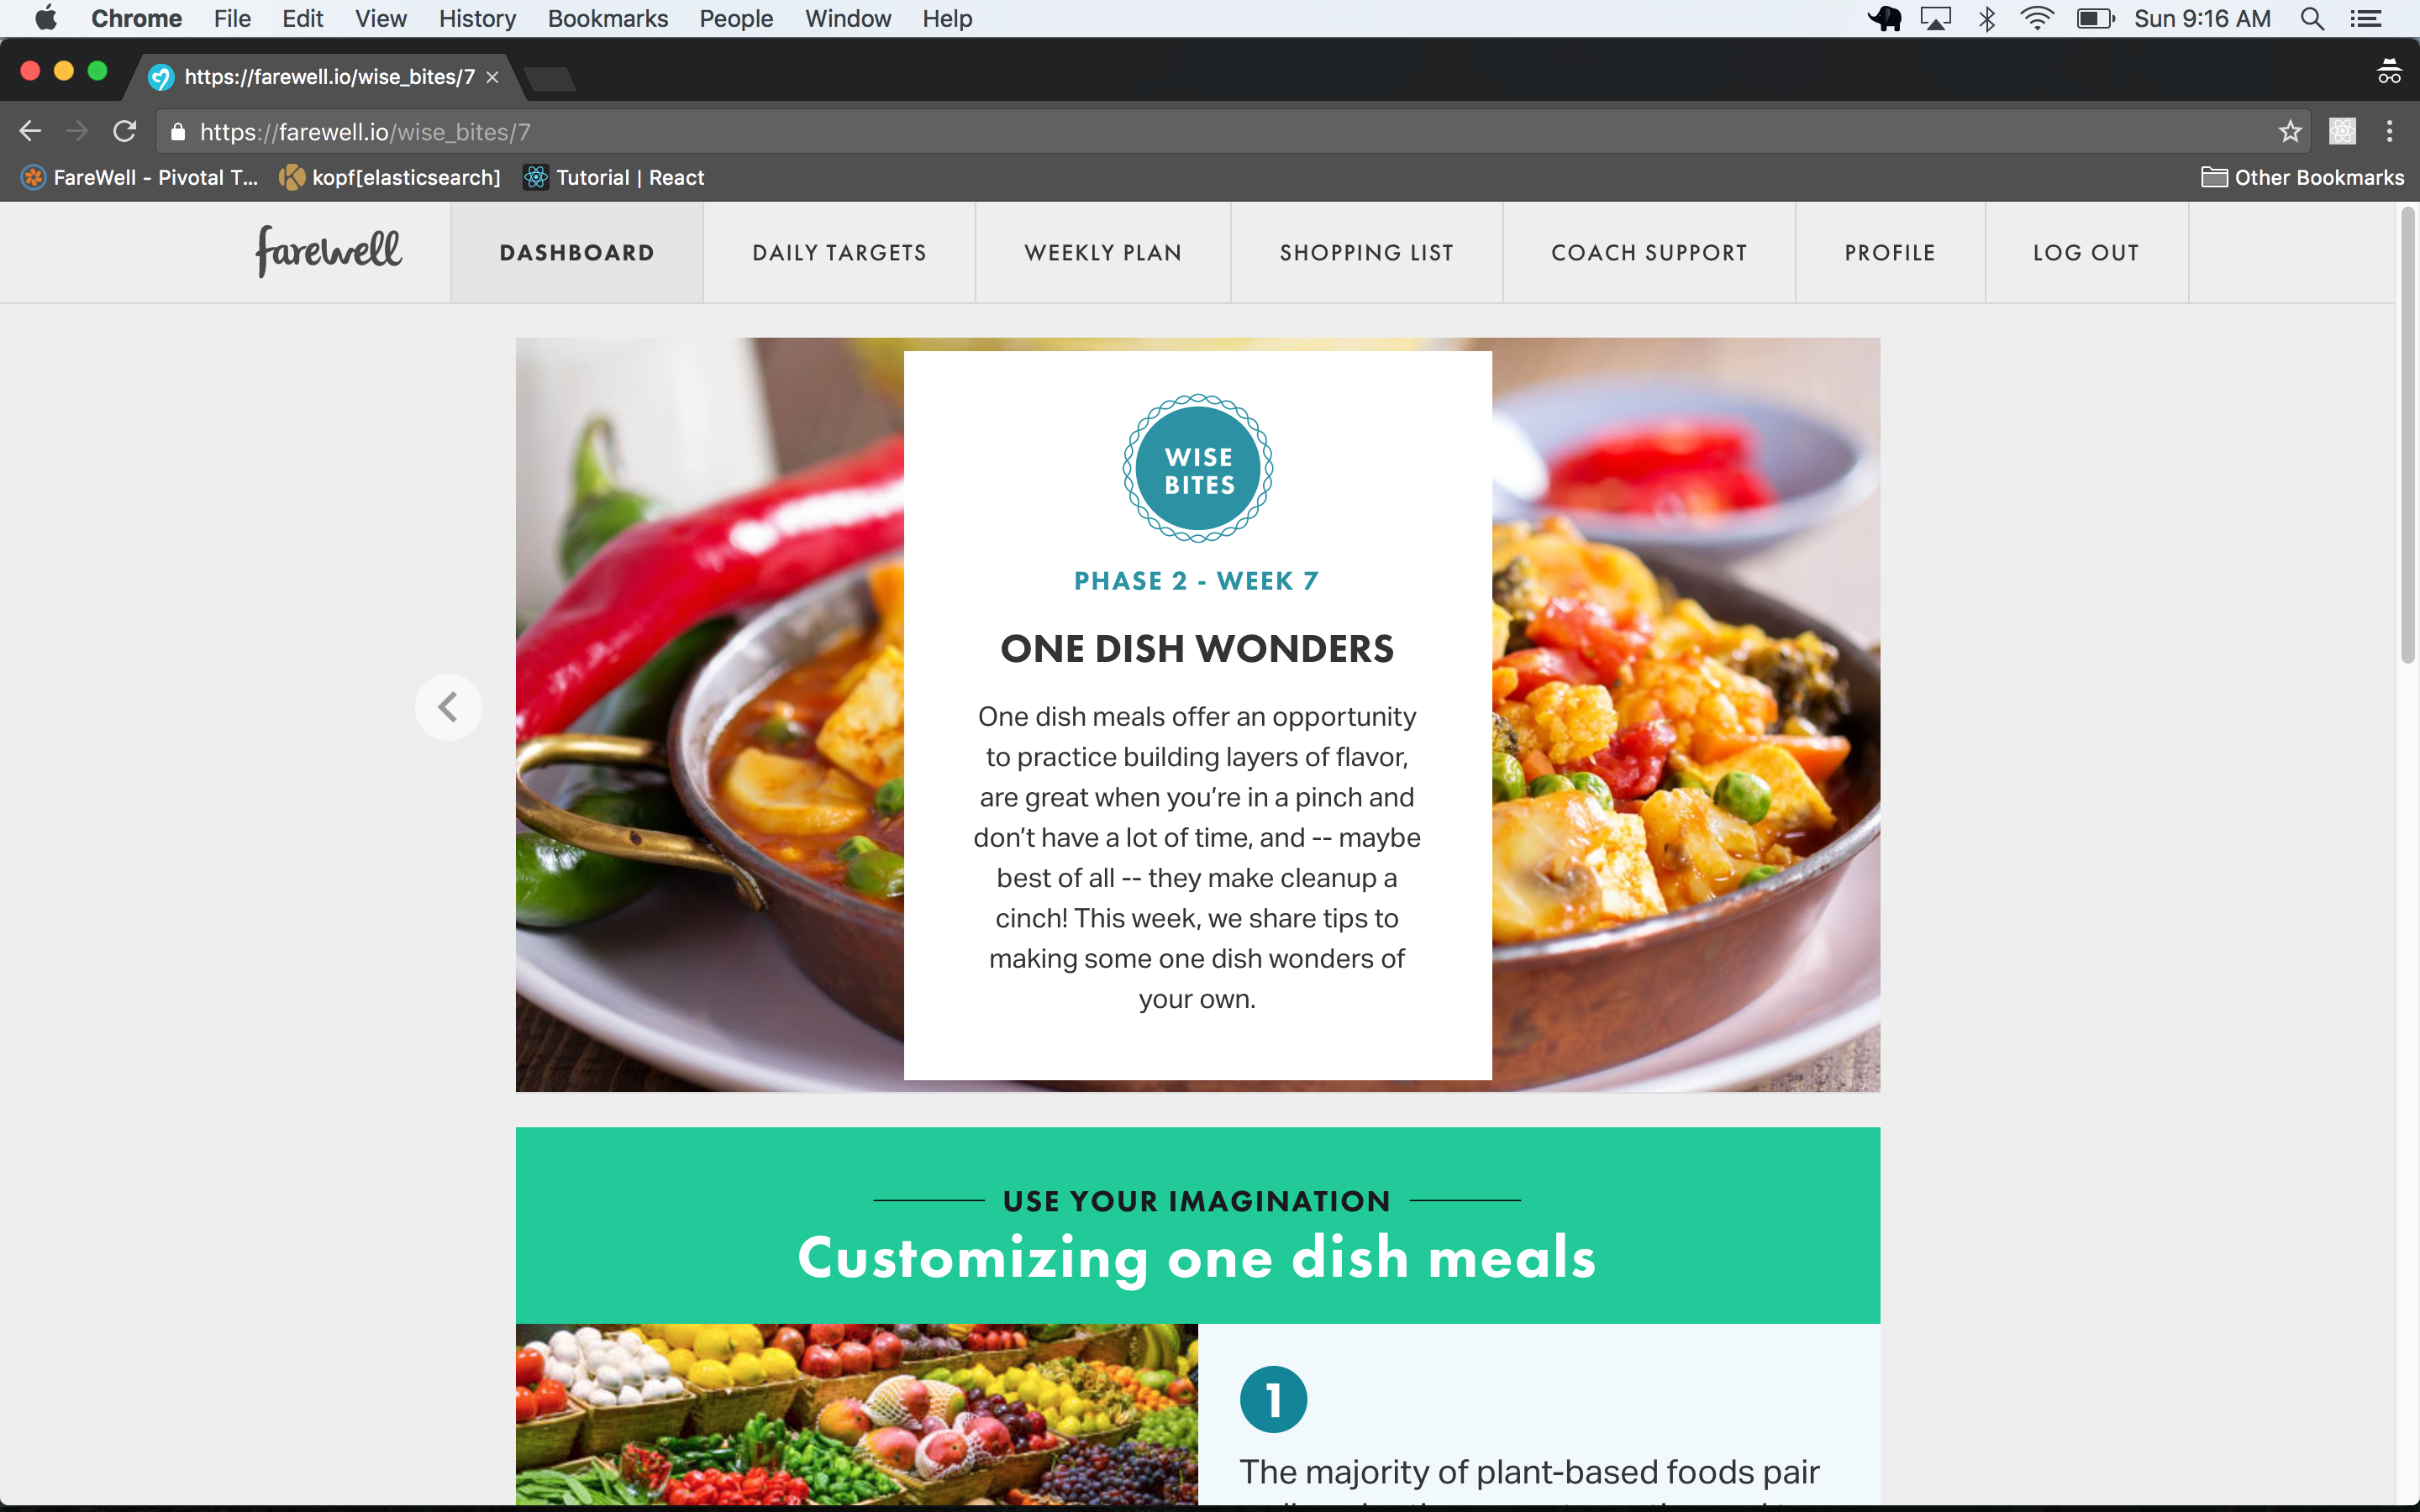 Chrome File Edit View History Bookmarks People Window Help Sun 9:16 AM
https://farewell.io/wise_bites/7
https://farewell.io/wise_bites/7
FareWell - Pivotal T... kopf[elasticsearch] Tutorial | React Other Bookmarks
farewell DASHBOARD DAILY TARGETS WEEKLY PLAN SHOPPING LIST COACH SUPPORT PROFILE LOG OUT
WISE
BITES
PHASE 2 - WEEK 7
ONE DISH WONDERS
One dish meals offer an opportunity
to practice building layers of flavor,
are great when you’re in a pinch and
don’t have a lot of time, and -- maybe
best of all -- they make cleanup a
cinch! This week, we share tips to
making some one dish wonders of
your own.
USE YOUR IMAGINATION
Customizing one dish meals
1
The majority of plant-based foods pair